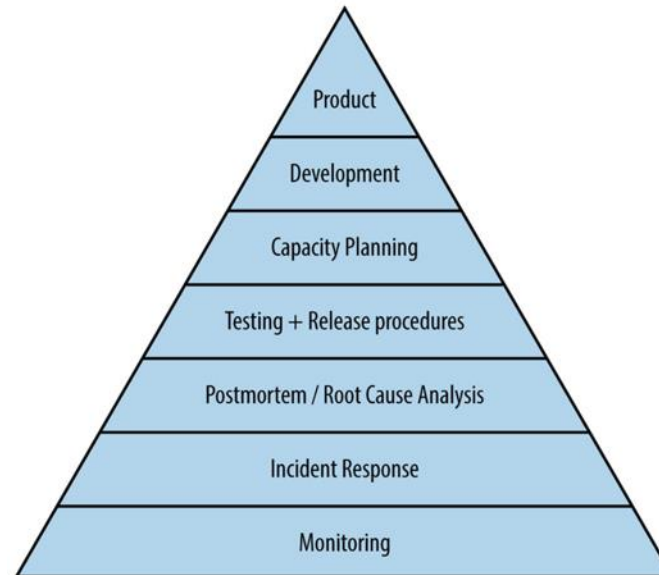 Product
Development
Capacity Planning
Testing + Release procedures
Postmortem / Root Cause Analysis
Incident Response
Monitoring